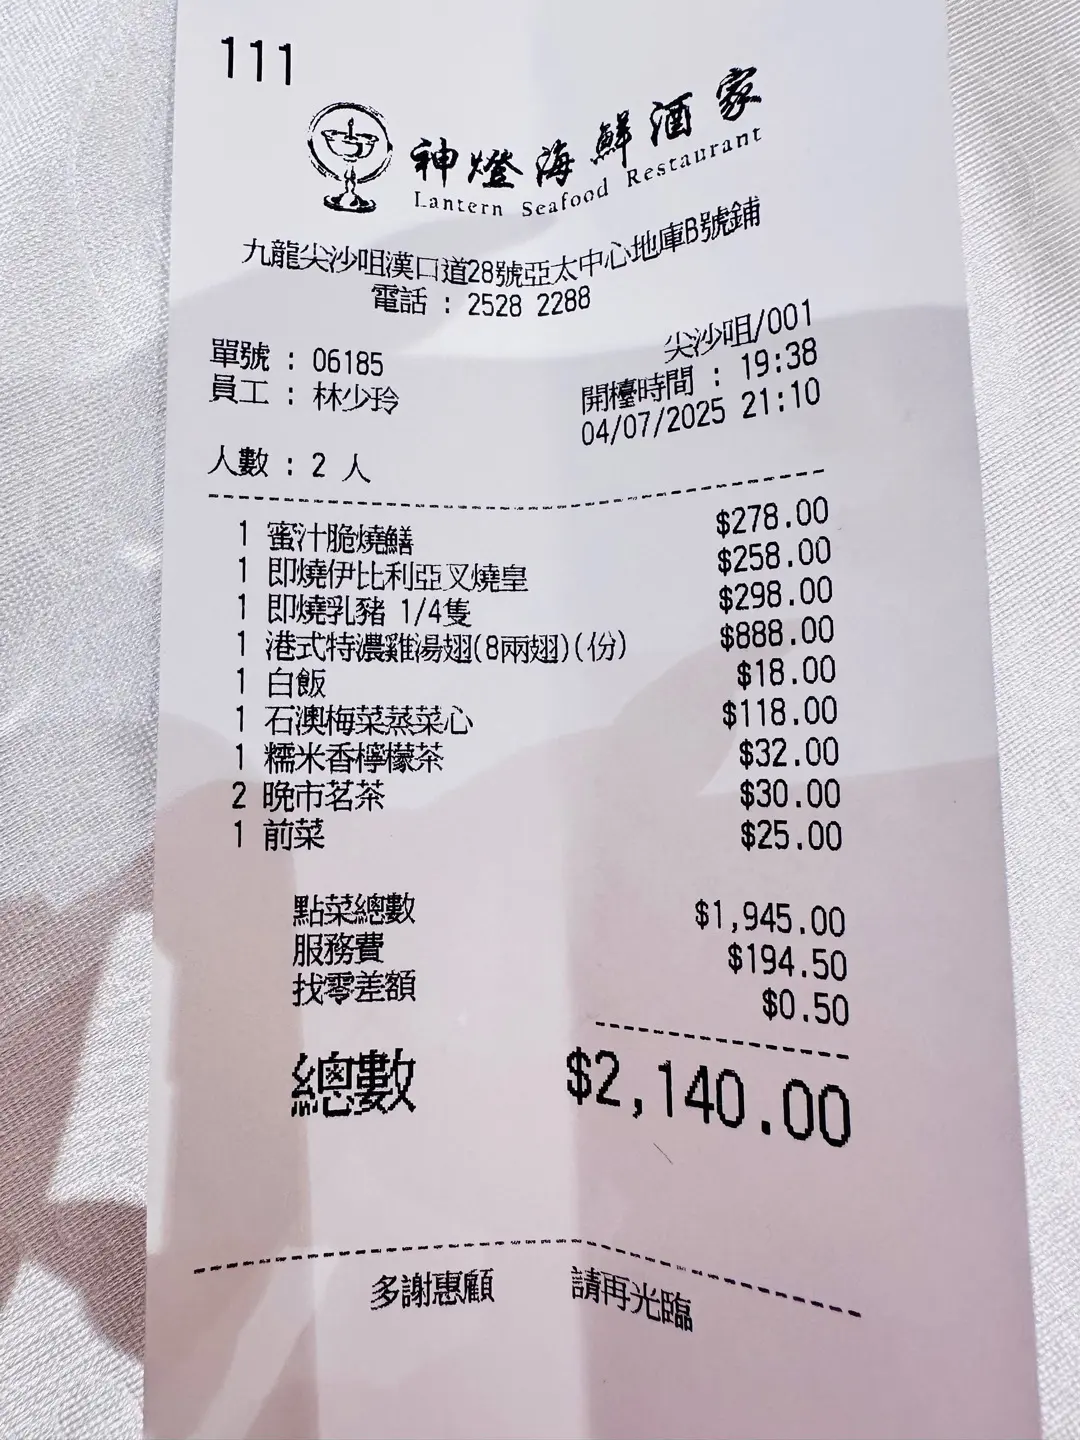 111
神燈海鮮酒家
Lantern Seafood Restaurant
九龍尖沙咀漢口道28號亞太中心地庫B號鋪
電話 : 2528 2288
尖沙咀/001
單號 : 06185
開檯時間 : 19:38
員工 : 林少玲
04/07/2025 21:10
人數 : 2 人
1 蜜汁脆燒鱔 $278.00
1 即燒伊比利亞叉燒皇 $258.00
1 即燒乳豬 1/4隻 $298.00
1 港式特濃雞湯翅(8兩翅)(份) $888.00
1 白飯 $18.00
1 石澳梅菜蒸菜心 $118.00
1 糯米香檸檬茶 $32.00
2 晚市茗茶 $30.00
1 前菜 $25.00
點菜總數 $1,945.00
服務費 $194.50
找零差額 $0.50
總數 $2,140.00
多謝惠顧 請再光臨